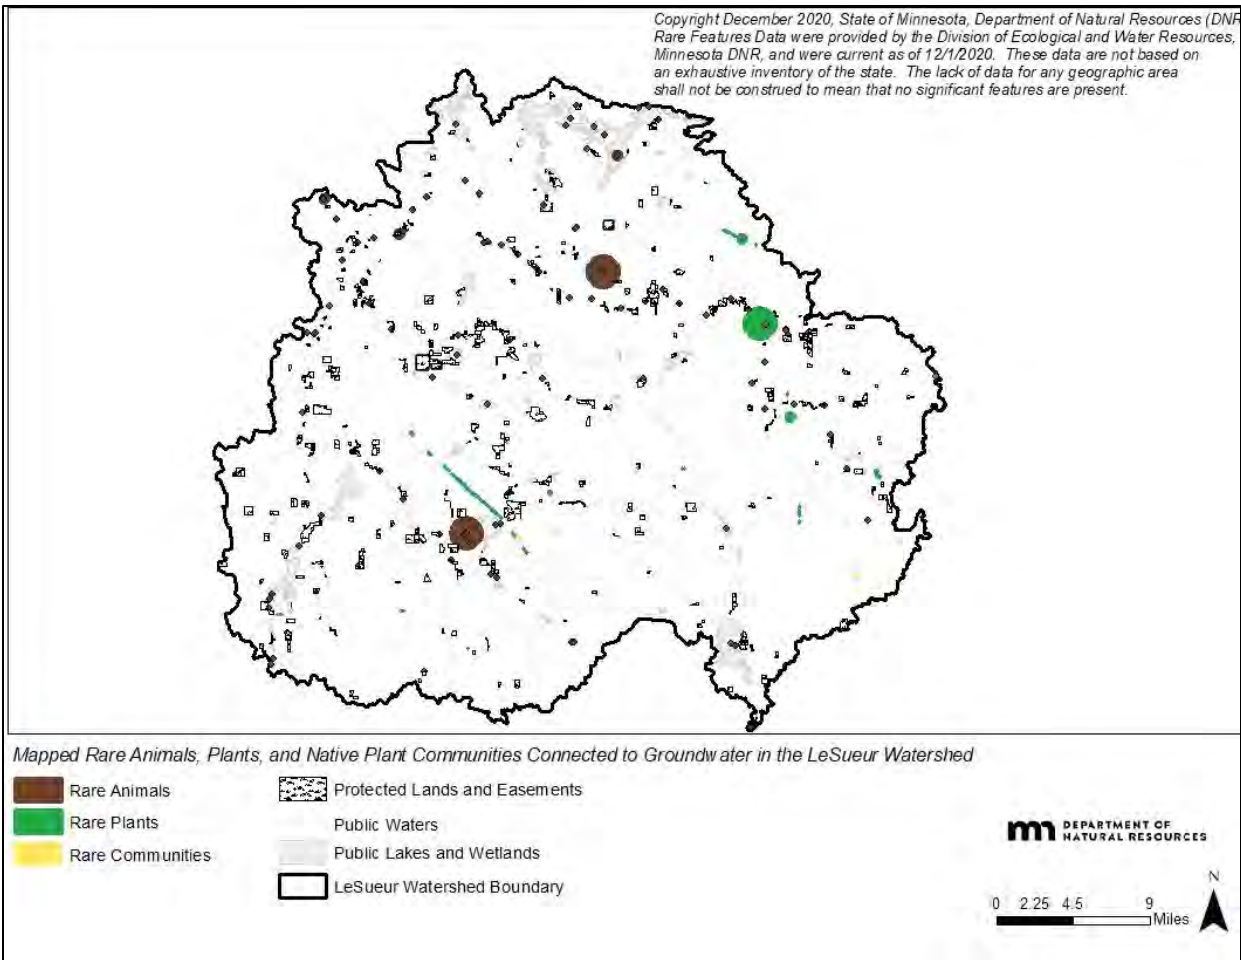 Copyright December 2020, State of Minnesota, Department of Natural Resources (DNR
Rare Features Data were provided by the Division of Ecological and Water Resources,
Minnesota DNR, and were current as of 12/1/2020. These data are not based on
an exhaustive inventory of the state. The lack of data for any geographic area
shall not be construed to mean that no significant features are present.
Mapped Rare Animals, Plants, and Native Plant Communities Connected to Groundwater in the LeSueur Watershed
Rare Animals
Rare Plants
Rare Communities
Protected Lands and Easements
Public Waters
Public Lakes and Wetlands
LeSueur Watershed Boundary
mn DEPARTMENT OF
NATURAL RESOURCES
N
0 2.25 4.5 9
Miles